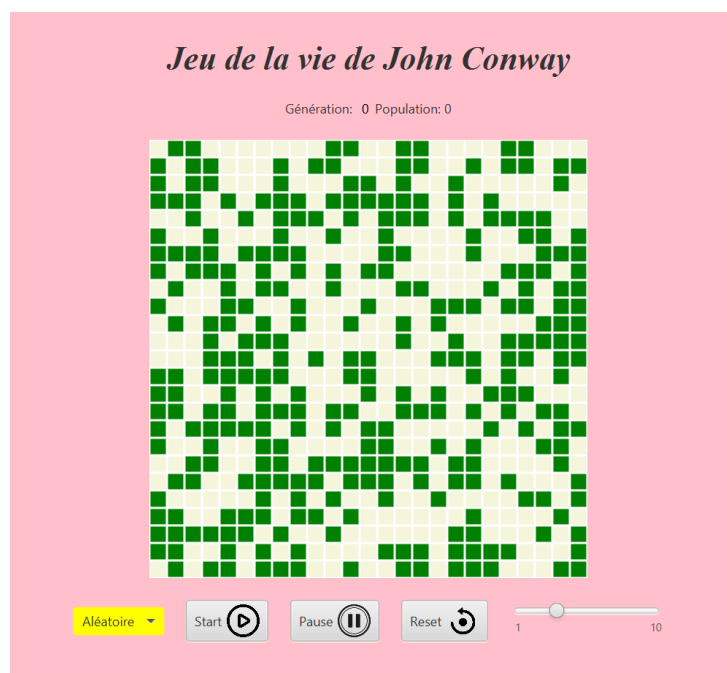 Jeu de la vie de John Conway
Génération: 0 Population: 0
Aléatoire Start Pause Reset
1 10